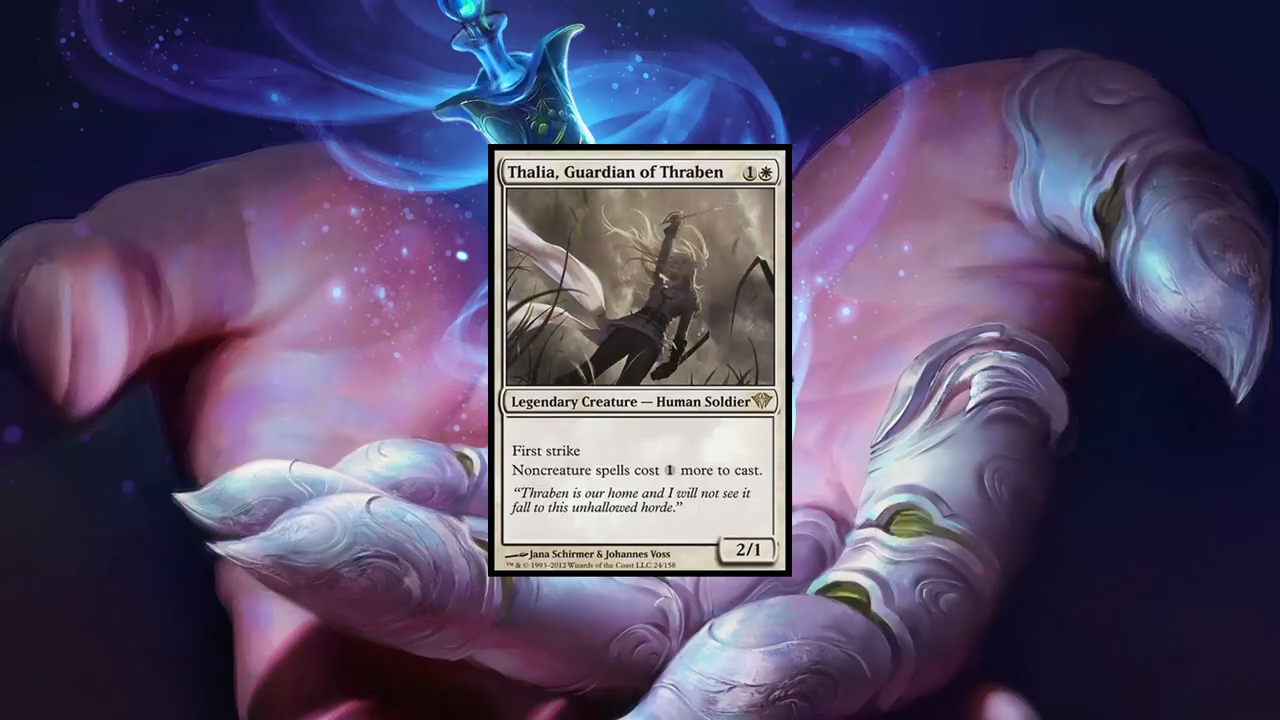 Thalia, Guardian of Thraben 1
Legendary Creature — Human Soldier
First strike
Noncreature spells cost 1 more to cast.
“Thraben is our home and I will not see it
fall to this unhallowed horde.”
2/1
Jana Schirmer & Johannes Voss
™ & © 1993–2012 Wizards of the Coast LLC 24/158